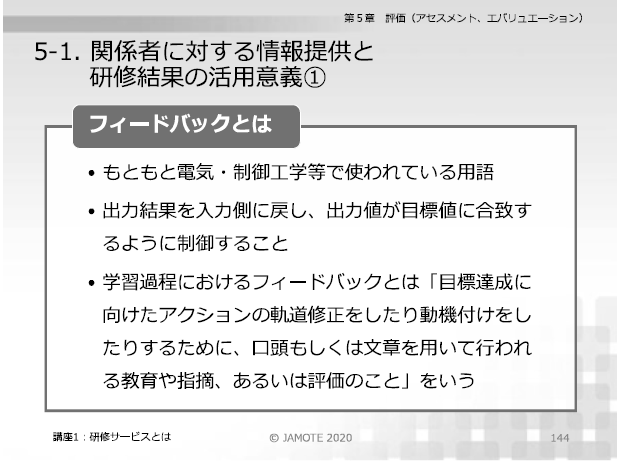 第5章　評価（アセスメント、エバリュエーション）
5-1. 関係者に対する情報提供と
研修結果の活用意義①
フィードバックとは
• もともと電気・制御工学等で使われている用語
• 出力結果を入力側に戻し、出力値が目標値に合致す
るように制御すること
• 学習過程におけるフィードバックとは「目標達成に
向けたアクションの軌道修正をしたり動機付けをし
たりするために、口頭もしくは文章を用いて行われ
る教育や指摘、あるいは評価のこと」をいう
講座1：研修サービスとは
© JAMOTE 2020
144